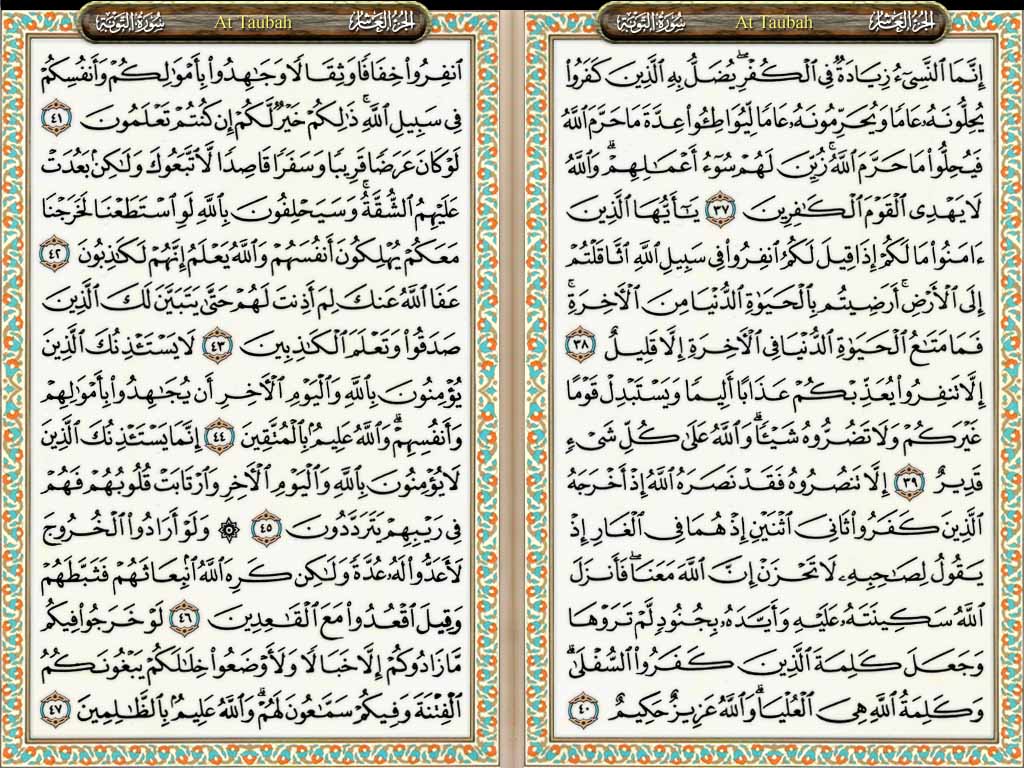 سُورَةُ التَّوْبَةِ At Taubah الجُزْءُ العَاشِرُ
إِنَّمَا ٱلنَّسِىٓءُ زِيَادَةٌ فِى ٱلْكُفْرِ ۖ يُضَلُّ بِهِ ٱلَّذِينَ كَفَرُوا۟
يُحِلُّونَهُۥ عَامًا وَيُحَرِّمُونَهُۥ عَامًا لِّيُوَاطِـُٔوا۟ عِدَّةَ مَا حَرَّمَ ٱللَّهُ
فَيُحِلُّوا۟ مَا حَرَّمَ ٱللَّهُ ۚ زُيِّنَ لَهُمْ سُوٓءُ أَعْمَـٰلِهِمْ ۗ وَٱللَّهُ
لَا يَهْدِى ٱلْقَوْمَ ٱلْكَـٰفِرِينَ ٣٧ يَـٰٓأَيُّهَا ٱلَّذِينَ
ءَامَنُوا۟ مَا لَكُمْ إِذَا قِيلَ لَكُمُ ٱنفِرُوا۟ فِى سَبِيلِ ٱللَّهِ ٱثَّاقَلْتُمْ
إِلَى ٱلْأَرْضِ ۚ أَرَضِيتُم بِٱلْحَيَوٰةِ ٱلدُّنْيَا مِنَ ٱلْـَٔاخِرَةِ ۚ
فَمَا مَتَـٰعُ ٱلْحَيَوٰةِ ٱلدُّنْيَا فِى ٱلْـَٔاخِرَةِ إِلَّا قَلِيلٌ ٣٨
إِلَّا تَنفِرُوا۟ يُعَذِّبْكُمْ عَذَابًا أَلِيمًا وَيَسْتَبْدِلْ قَوْمًا
غَيْرَكُمْ وَلَا تَضُرُّوهُ شَيْـًٔا ۗ وَٱللَّهُ عَلَىٰ كُلِّ شَىْءٍ
قَدِيرٌ ٣٩ إِلَّا تَنصُرُوهُ فَقَدْ نَصَرَهُ ٱللَّهُ إِذْ أَخْرَجَهُ
ٱلَّذِينَ كَفَرُوا۟ ثَانِىَ ٱثْنَيْنِ إِذْ هُمَا فِى ٱلْغَارِ إِذْ
يَقُولُ لِصَـٰحِبِهِۦ لَا تَحْزَنْ إِنَّ ٱللَّهَ مَعَنَا ۖ فَأَنزَلَ
ٱللَّهُ سَكِينَتَهُۥ عَلَيْهِ وَأَيَّدَهُۥ بِجُنُودٍ لَّمْ تَرَوْهَا
وَجَعَلَ كَلِمَةَ ٱلَّذِينَ كَفَرُوا۟ ٱلسُّفْلَىٰ ۗ
وَكَلِمَةُ ٱللَّهِ هِىَ ٱلْعُلْيَا ۗ وَٱللَّهُ عَزِيزٌ حَكِيمٌ ٤٠
سُورَةُ التَّوْبَةِ At Taubah الجُزْءُ العَاشِرُ
ٱنفِرُوا۟ خِفَافًا وَثِقَالًا وَجَـٰهِدُوا۟ بِأَمْوَٰلِكُمْ وَأَنفُسِكُمْ
فِى سَبِيلِ ٱللَّهِ ۚ ذَٰلِكُمْ خَيْرٌ لَّكُمْ إِن كُنتُمْ تَعْلَمُونَ ٤١
لَوْ كَانَ عَرَضًا قَرِيبًا وَسَفَرًا قَاصِدًا لَّٱتَّبَعُوكَ وَلَـٰكِنۢ بَعُدَتْ
عَلَيْهِمُ ٱلشُّقَّةُ ۚ وَسَيَحْلِفُونَ بِٱللَّهِ لَوِ ٱسْتَطَعْنَا لَخَرَجْنَا
مَعَكُمْ يُهْلِكُونَ أَنفُسَهُمْ وَٱللَّهُ يَعْلَمُ إِنَّهُمْ لَكَـٰذِبُونَ ٤٢
عَفَا ٱللَّهُ عَنكَ لِمَ أَذِنتَ لَهُمْ حَتَّىٰ يَتَبَيَّنَ لَكَ ٱلَّذِينَ
صَدَقُوا۟ وَتَعْلَمَ ٱلْكَـٰذِبِينَ ٤٣ لَا يَسْتَـْٔذِنُكَ ٱلَّذِينَ
يُؤْمِنُونَ بِٱللَّهِ وَٱلْيَوْمِ ٱلْـَٔاخِرِ أَن يُجَـٰهِدُوا۟ بِأَمْوَٰلِهِمْ
وَأَنفُسِهِمْ ۗ وَٱللَّهُ عَلِيمٌۢ بِٱلْمُتَّقِينَ ٤٤ إِنَّمَا يَسْتَـْٔذِنُكَ ٱلَّذِينَ
لَا يُؤْمِنُونَ بِٱللَّهِ وَٱلْيَوْمِ ٱلْـَٔاخِرِ وَٱرْتَابَتْ قُلُوبُهُمْ فَهُمْ
فِى رَيْبِهِمْ يَتَرَدَّدُونَ ٤٥ ۞ وَلَوْ أَرَادُوا۟ ٱلْخُرُوجَ
لَأَعَدُّوا۟ لَهُۥ عُدَّةً وَلَـٰكِن كَرِهَ ٱللَّهُ ٱنۢبِعَاثَهُمْ فَثَبَّطَهُمْ
وَقِيلَ ٱقْعُدُوا۟ مَعَ ٱلْقَـٰعِدِينَ ٤٦ لَوْ خَرَجُوا۟ فِيكُم
مَّا زَادُوكُمْ إِلَّا خَبَالًا وَلَأَوْضَعُوا۟ خِلَـٰلَكُمْ يَبْغُونَكُمُ
ٱلْفِتْنَةَ وَفِيكُمْ سَمَّـٰعُونَ لَهُمْ ۗ وَٱللَّهُ عَلِيمٌۢ بِٱلظَّـٰلِمِينَ ٤٧